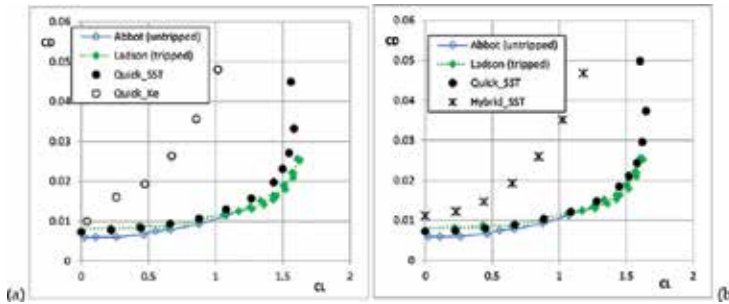 0.06
CD
0.05
0.04
0.03
0.02
0.01
0
Abbot (untripped)
Ladson (tripped)
Quick_SST
Quick_Ke
0 0.5 1 1.5 2
CL
(a)
0.06
CD
0.05
0.04
0.03
0.02
0.01
0
Abbot (untripped)
Ladson (tripped)
Quick_SST
Hybrid_SST
0 0.5 1 1.5 2
CL
(b